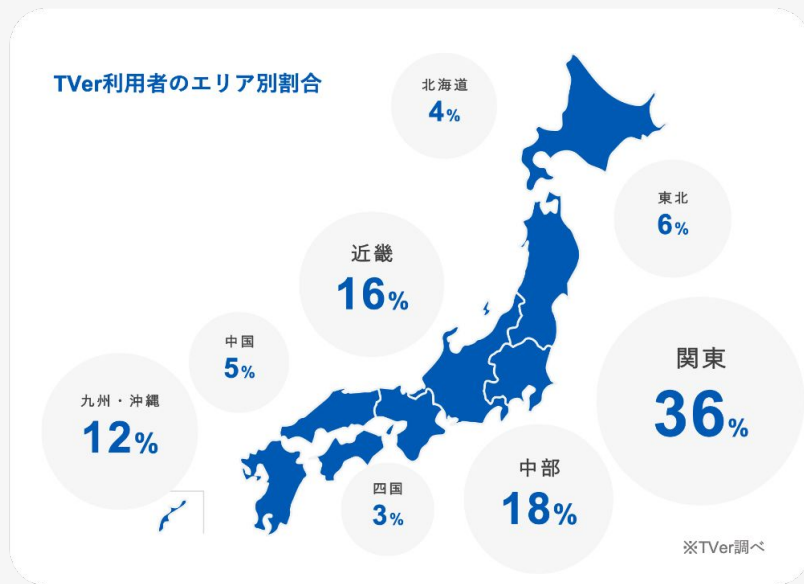 TVer利用者のエリア別割合
北海道
4%
東北
6%
近畿
16%
中国
5%
関東
36%
九州・沖縄
12%
中部
18%
四国
3%
※TVer調べ